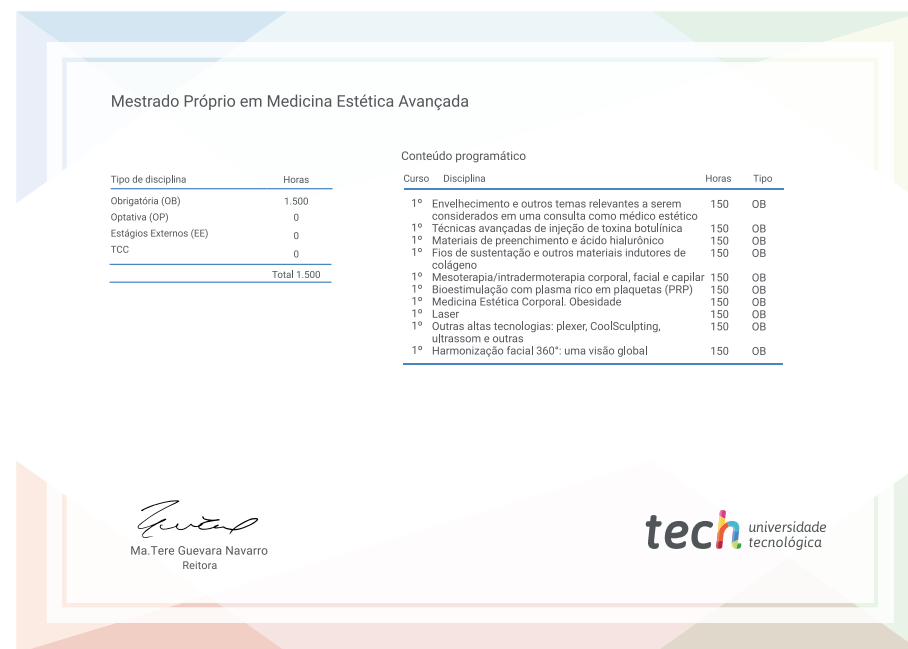 Mestrado Próprio em Medicina Estética Avançada
Tipo de disciplina Horas
Obrigatória (OB) 1.500
Optativa (OP) 0
Estágios Externos (EE) 0
TCC 0
Total 1.500
Conteúdo programático
Curso Disciplina Horas Tipo
1º Envelhecimento e outros temas relevantes a serem 150 OB
considerados em uma consulta como médico estético
1º Técnicas avançadas de injeção de toxina botulínica 150 OB
1º Materiais de preenchimento e ácido hialurônico 150 OB
1º Fios de sustentação e outros materiais indutores de 150 OB
colágeno
1º Mesoterapia/intradermoterapia corporal, facial e capilar 150 OB
1º Bioestimulação com plasma rico em plaquetas (PRP) 150 OB
1º Medicina Estética Corporal. Obesidade 150 OB
1º Laser 150 OB
1º Outras altas tecnologias: plexer, CoolSculpting, 150 OB
ultrassom e outras
1º Harmonização facial 360°: uma visão global 150 OB
Ma.Tere Guevara Navarro
Reitora
tech universidade
tecnológica